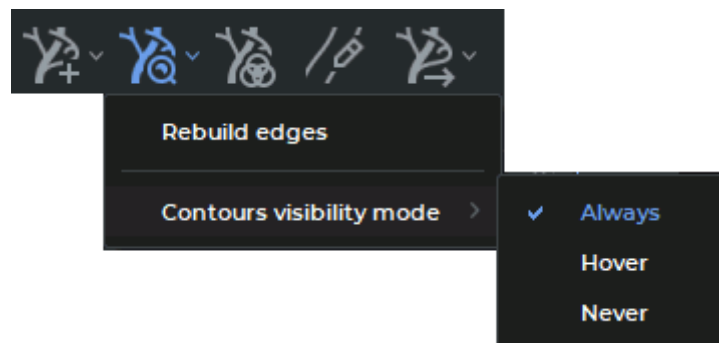 Rebuild edges
Contours visibility mode
Always
Hover
Never